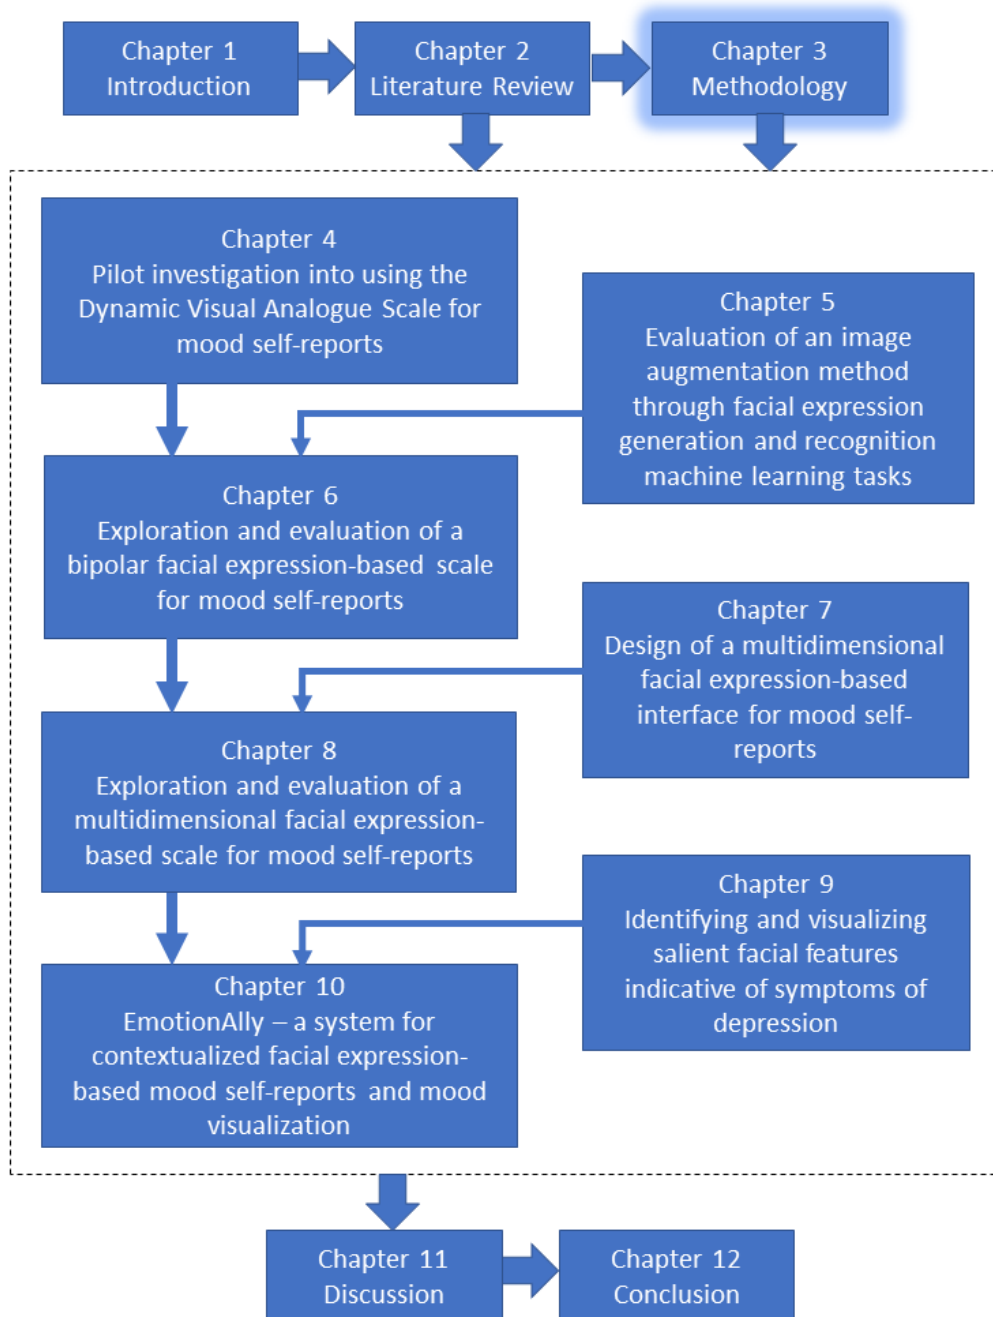 Chapter 1
Introduction
Chapter 2
Literature Review
Chapter 3
Methodology
Chapter 4
Pilot investigation into using the
Dynamic Visual Analogue Scale for
mood self-reports
Chapter 5
Evaluation of an image
augmentation method
through facial expression
generation and recognition
machine learning tasks
Chapter 6
Exploration and evaluation of a
bipolar facial expression-based scale
for mood self-reports
Chapter 7
Design of a multidimensional
facial expression-based
interface for mood self-
reports
Chapter 8
Exploration and evaluation of a
multidimensional facial expression-
based scale for mood self-reports
Chapter 9
Identifying and visualizing
salient facial features
indicative of symptoms of
depression
Chapter 10
EmotionAlly – a system for
contextualized facial expression-
based mood self-reports and mood
visualization
Chapter 11
Discussion
Chapter 12
Conclusion